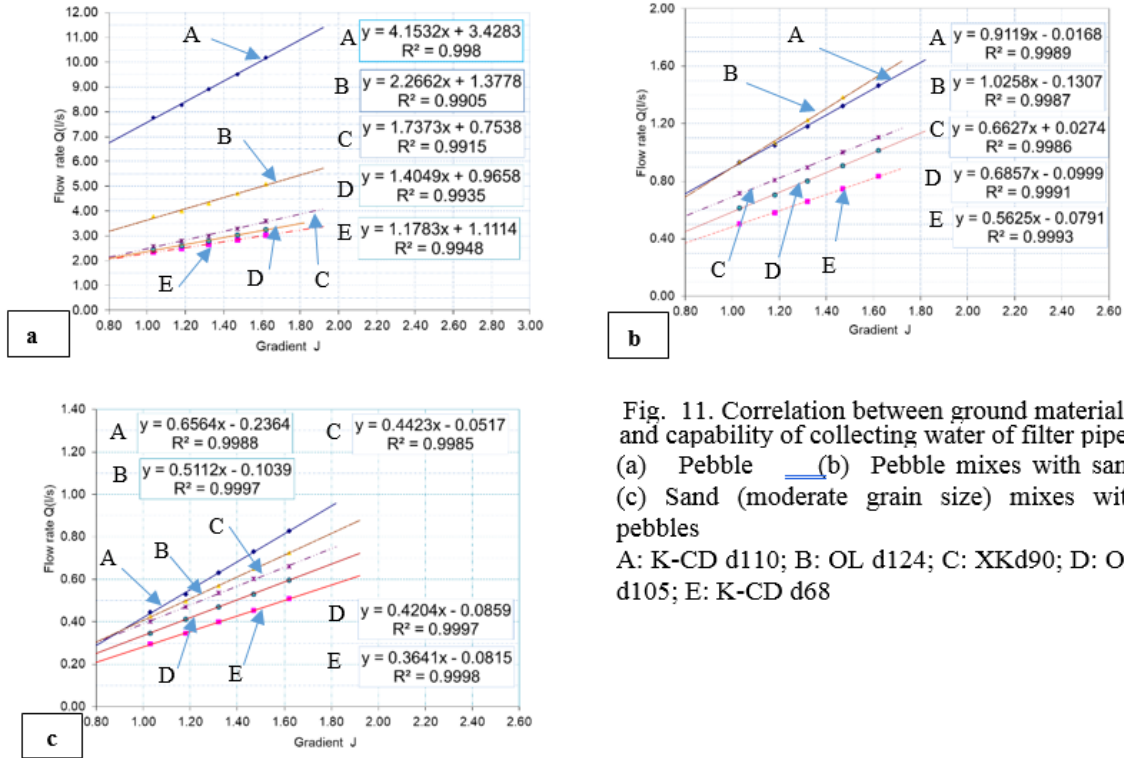 12.00
11.00
10.00
9.00
8.00
7.00
6.00
5.00
4.00
3.00
2.00
1.00
0.00
Flow rate Q(l/s)
0.80 1.00 1.20 1.40 1.60 1.80 2.00 2.20 2.40 2.60 2.80 3.00
Gradient J
A
B
E
D
C
A y = 4.1532x + 3.4283
R² = 0.998
B y = 2.2662x + 1.3778
R² = 0.9905
C y = 1.7373x + 0.7538
R² = 0.9915
D y = 1.4049x + 0.9658
R² = 0.9935
E y = 1.1783x + 1.1114
R² = 0.9948
a
2.00
1.60
1.20
0.80
0.40
0.00
Flow rate Q(l/s)
0.80 1.00 1.20 1.40 1.60 1.80 2.00 2.20 2.40 2.60
Gradient J
A
B
C
D
E
A y = 0.9119x - 0.0168
R² = 0.9989
B y = 1.0258x - 0.1307
R² = 0.9987
C y = 0.6627x + 0.0274
R² = 0.9986
D y = 0.6857x - 0.0999
R² = 0.9991
E y = 0.5625x - 0.0791
R² = 0.9993
b
1.40
1.20
1.00
0.80
0.60
0.40
0.20
0.00
Flow rate Q(l/s)
0.80 1.00 1.20 1.40 1.60 1.80 2.00 2.20 2.40 2.60
Gradient J
A y = 0.6564x - 0.2364
R² = 0.9988
C y = 0.4423x - 0.0517
R² = 0.9985
B y = 0.5112x - 0.1039
R² = 0.9997
A
B
C
D
E
D y = 0.4204x - 0.0859
R² = 0.9997
E y = 0.3641x - 0.0815
R² = 0.9998
c
Fig. 11. Correlation between ground material
and capability of collecting water of filter pipe
(a) Pebble (b) Pebble mixes with san
(c) Sand (moderate grain size) mixes wit
pebbles
A: K-CD d110; B: OL d124; C: XKd90; D: O
d105; E: K-CD d68